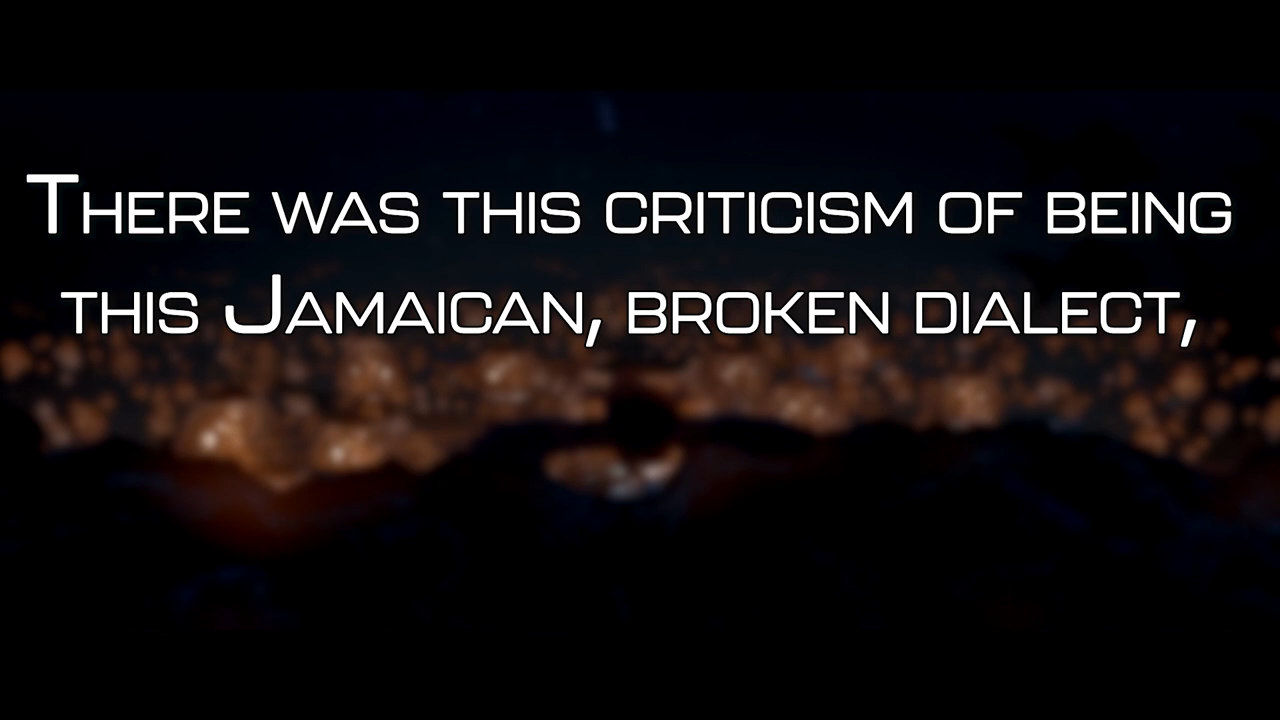 There was this criticism of being
this Jamaican, broken dialect,